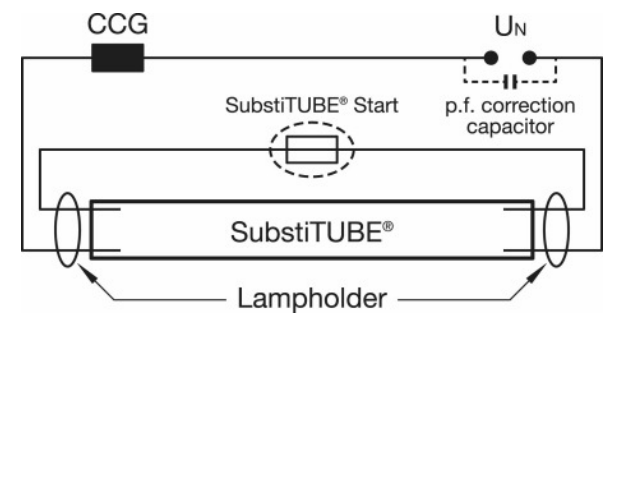 CCG
UN
SubstiTUBE® Start
p.f. correction
capacitor
SubstiTUBE®
Lampholder